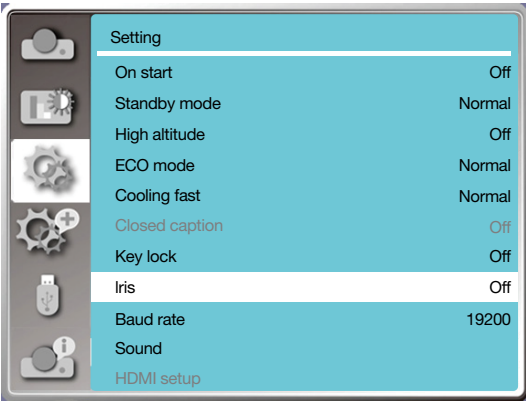 Setting
On start Off
Standby mode Normal
High altitude Off
ECO mode Normal
Cooling fast Normal
Closed caption Off
Key lock Off
Iris Off
Baud rate 19200
Sound
HDMI setup